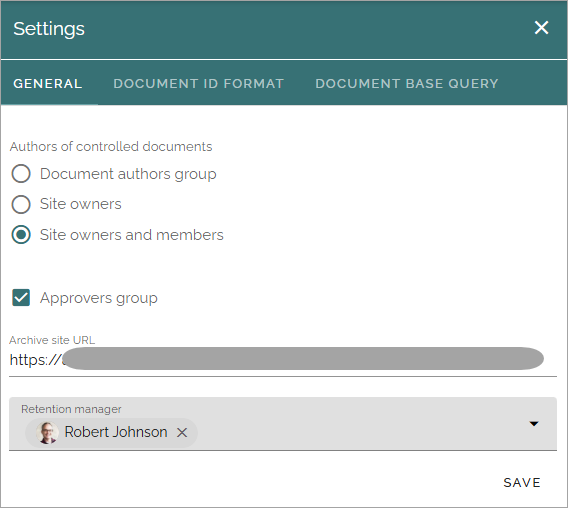 Settings
GENERAL DOCUMENT ID FORMAT DOCUMENT BASE QUERY
Authors of controlled documents
Document authors group
Site owners
Site owners and members
Approvers group
Archive site URL
https://
Retention manager
Robert Johnson
SAVE